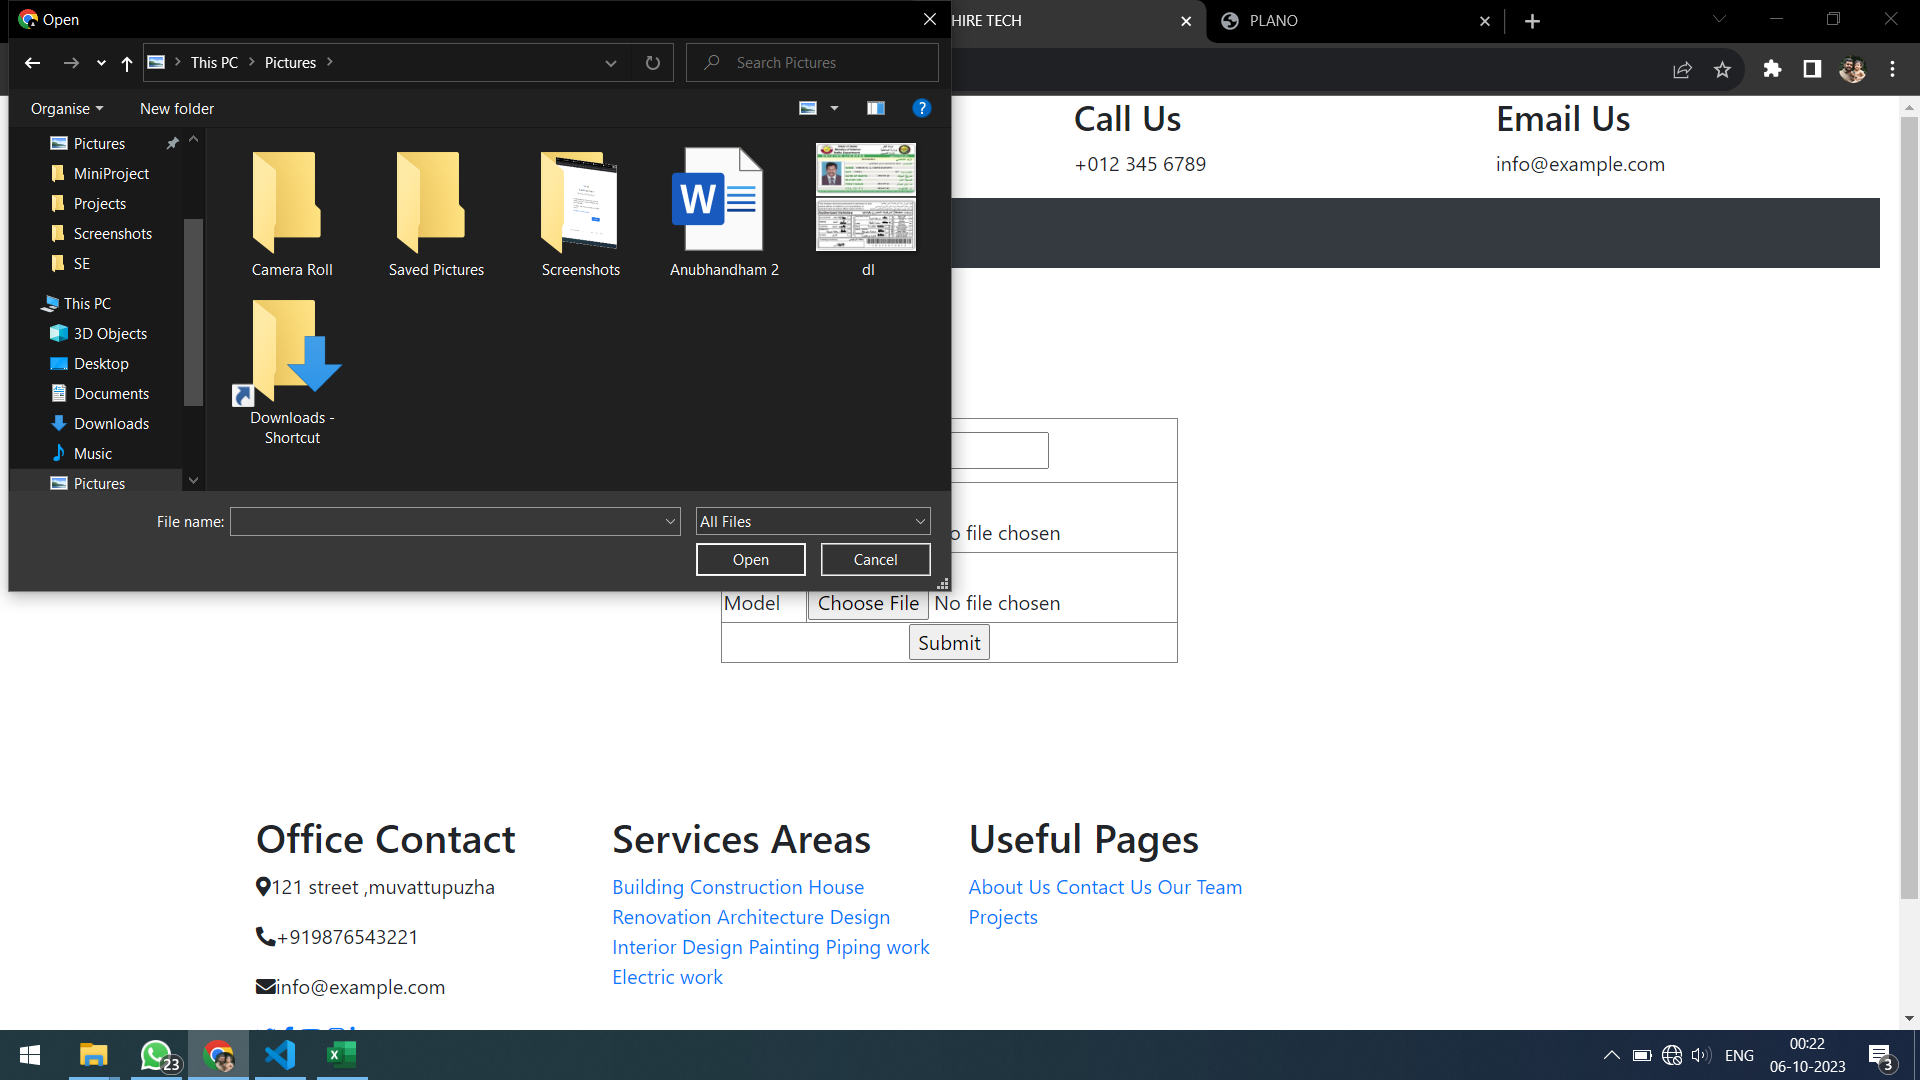 Open
HIRE TECH
PLANO
This PC
Pictures
Search Pictures
Organise
New folder
Pictures
MiniProject
Projects
Screenshots
SE
This PC
3D Objects
Desktop
Documents
Downloads
Music
Pictures
Camera Roll
Saved Pictures
Screenshots
W
Anubhandham 2
dl
Downloads -
Shortcut
File name:
All Files
Open
Cancel
Call Us
+012 345 6789
Email Us
info@example.com
o file chosen
Model
Choose File
No file chosen
Submit
Office Contact
121 street ,muvattupuzha
+919876543221
info@example.com
Services Areas
Building Construction House
Renovation Architecture Design
Interior Design Painting Piping work
Electric work
Useful Pages
About Us Contact Us Our Team
Projects
23
ENG
00:22
06-10-2023
3